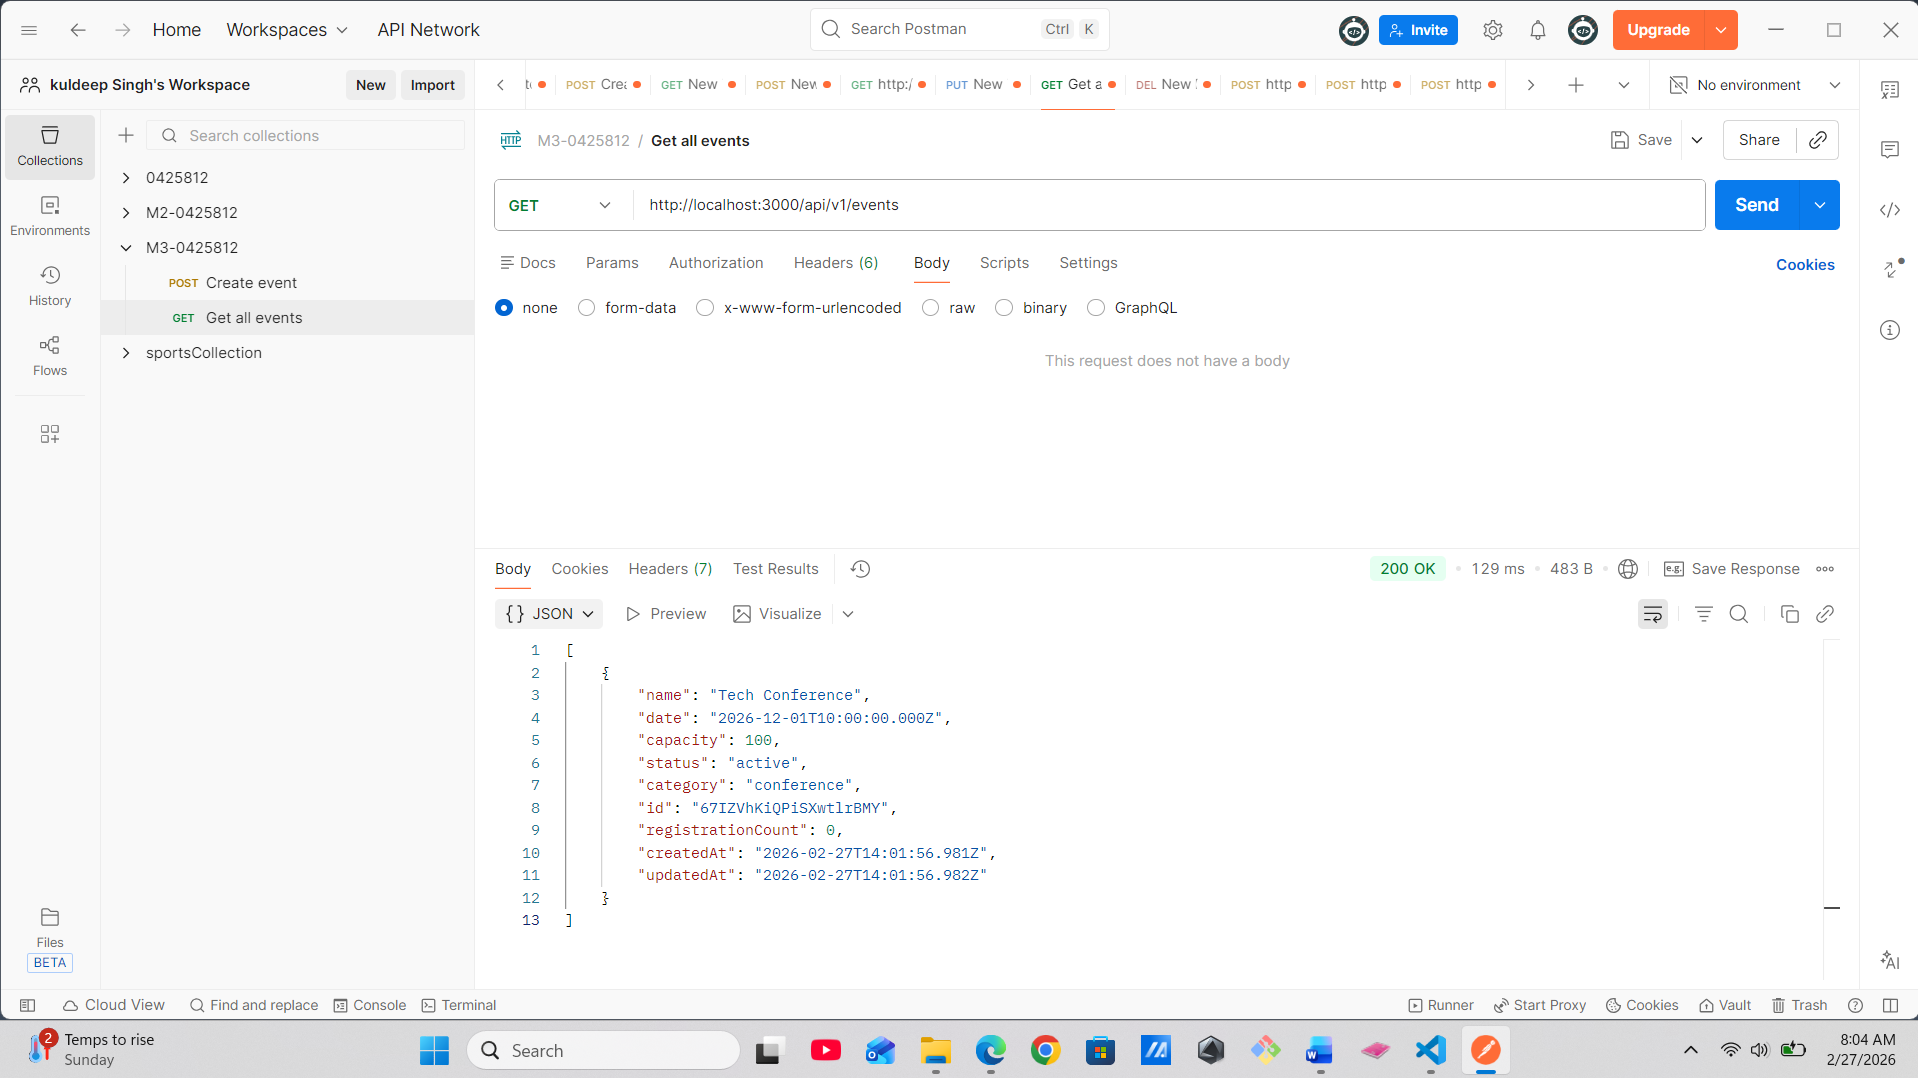 Home Workspaces API Network Search Postman Ctrl K Invite Upgrade
kuldeep Singh's Workspace New Import
POST Crea GET New POST New GET http:/ PUT New GET Get a DEL New POST http POST http POST http No environment
Collections
Environments
History
Flows
Files
BETA
Search collections
0425812
M2-0425812
M3-0425812
POST Create event
GET Get all events
sportsCollection
HTTP M3-0425812 / Get all events Save Share
GET http://localhost:3000/api/v1/events Send
Docs Params Authorization Headers (6) Body Scripts Settings Cookies
none form-data x-www-form-urlencoded raw binary GraphQL
This request does not have a body
Body Cookies Headers (7) Test Results 200 OK • 129 ms • 483 B • e.g. Save Response
{} JSON Preview Visualize
1 [
2 {
3 "name": "Tech Conference",
4 "date": "2026-12-01T10:00:00.000Z",
5 "capacity": 100,
6 "status": "active",
7 "category": "conference",
8 "id": "67IZVhKiQPiSXwtlrBMY",
9 "registrationCount": 0,
10 "createdAt": "2026-02-27T14:01:56.981Z",
11 "updatedAt": "2026-02-27T14:01:56.982Z"
12 }
13 ]
AI
Cloud View Find and replace Console Terminal Runner Start Proxy Cookies Vault Trash
2 Temps to rise
Sunday
Search
8:04 AM
2/27/2026